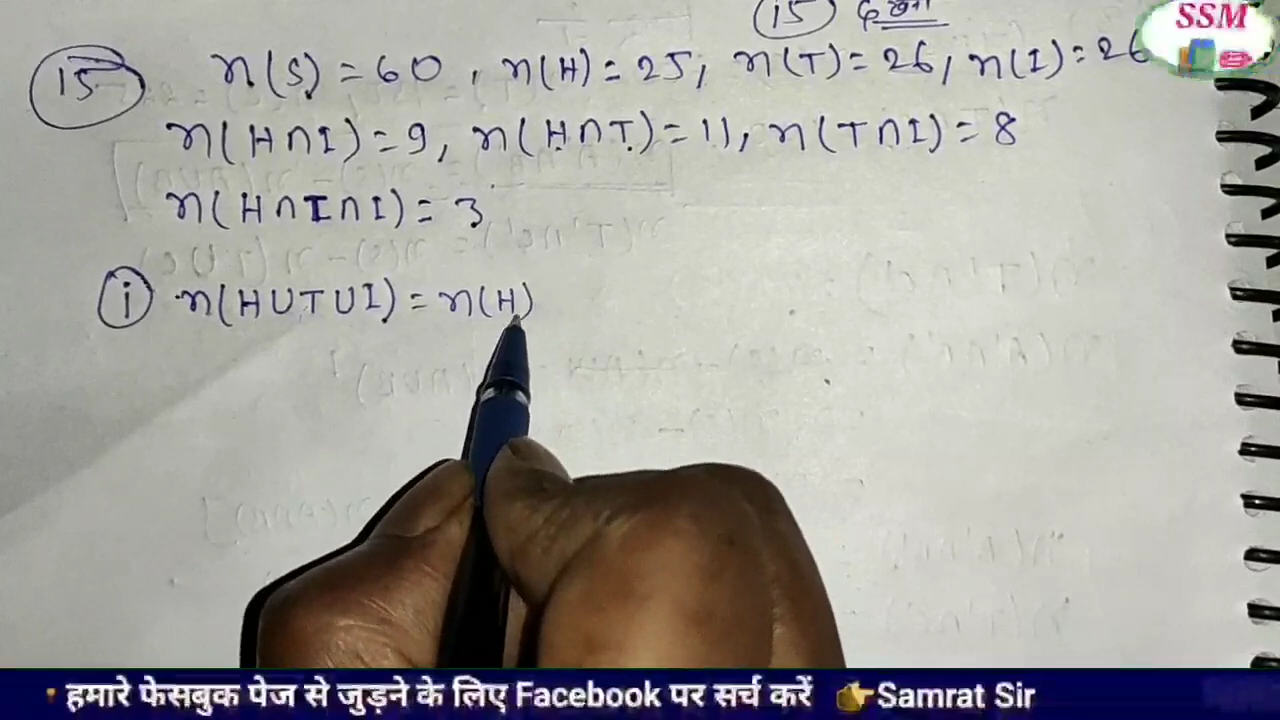 15
SSM
15 n(S) = 60, n(H) = 25, n(T) = 26, n(I) = 26
n(H∩I) = 9, n(H∩T) = 11, n(T∩I) = 8
n(H∩I∩I) = 3
i n(H∪T∪I) = n(H)
हमारे फेसबुक पेज से जुड़ने के लिए Facebook पर सर्च करें 👉Samrat Sir